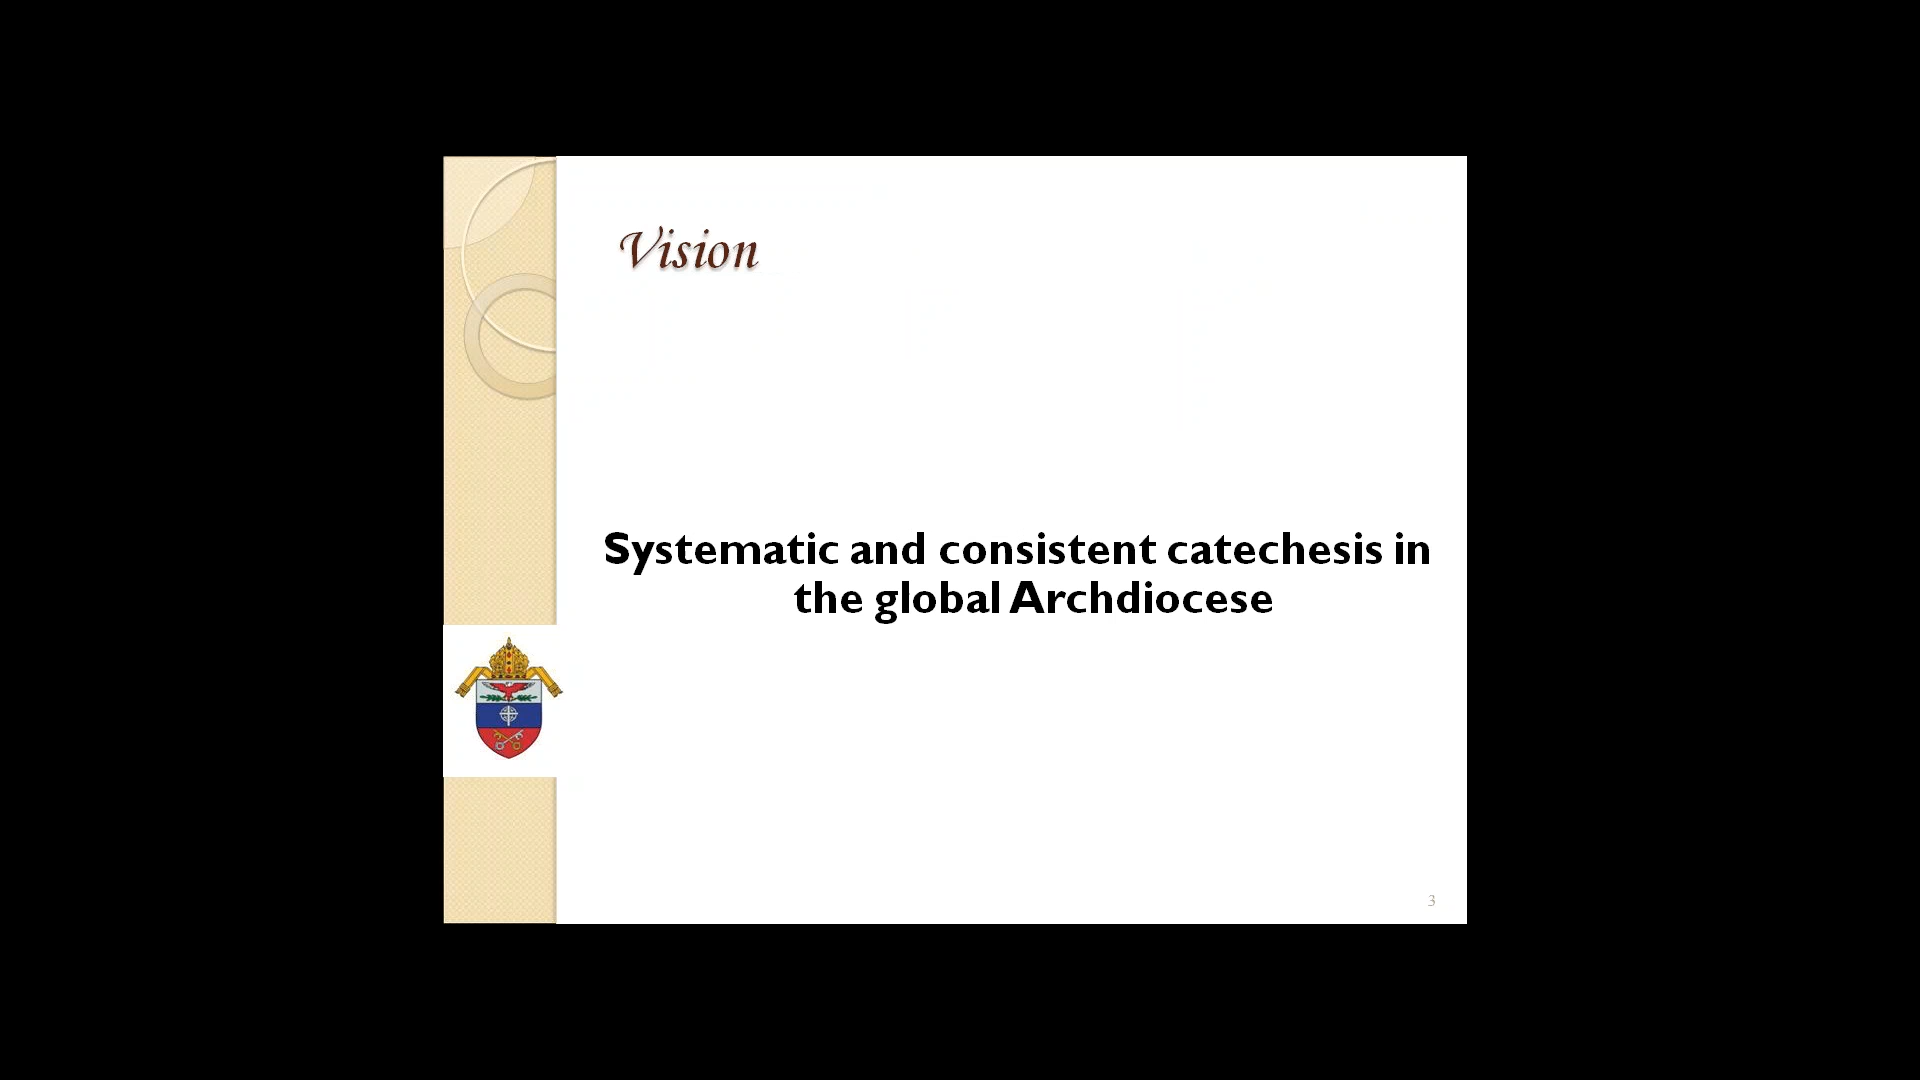 Vision
Systematic and consistent catechesis in
the global Archdiocese
3